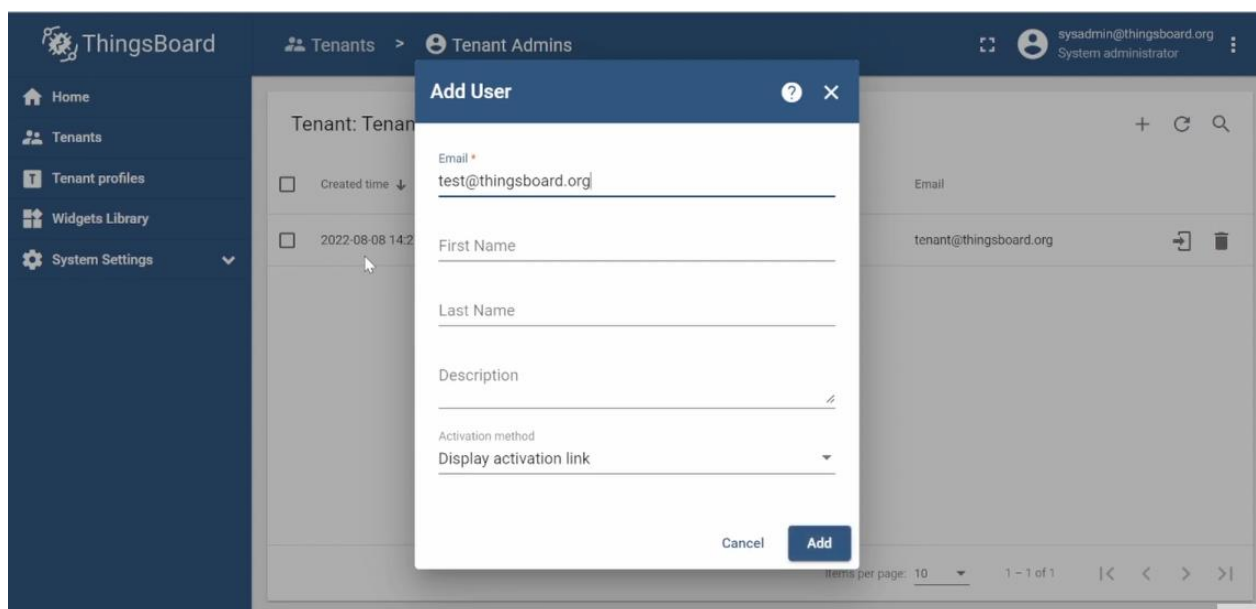 ThingsBoard
Tenants > Tenant Admins
sysadmin@thingsboard.org
System administrator
Home
Tenants
Tenant profiles
Widgets Library
System Settings
Tenant: Tenan
Created time
Email
2022-08-08 14:2
tenant@thingsboard.org
Add User
Email *
test@thingsboard.org
First Name
Last Name
Description
Activation method
Display activation link
Cancel
Add
Items per page: 10
1 – 1 of 1